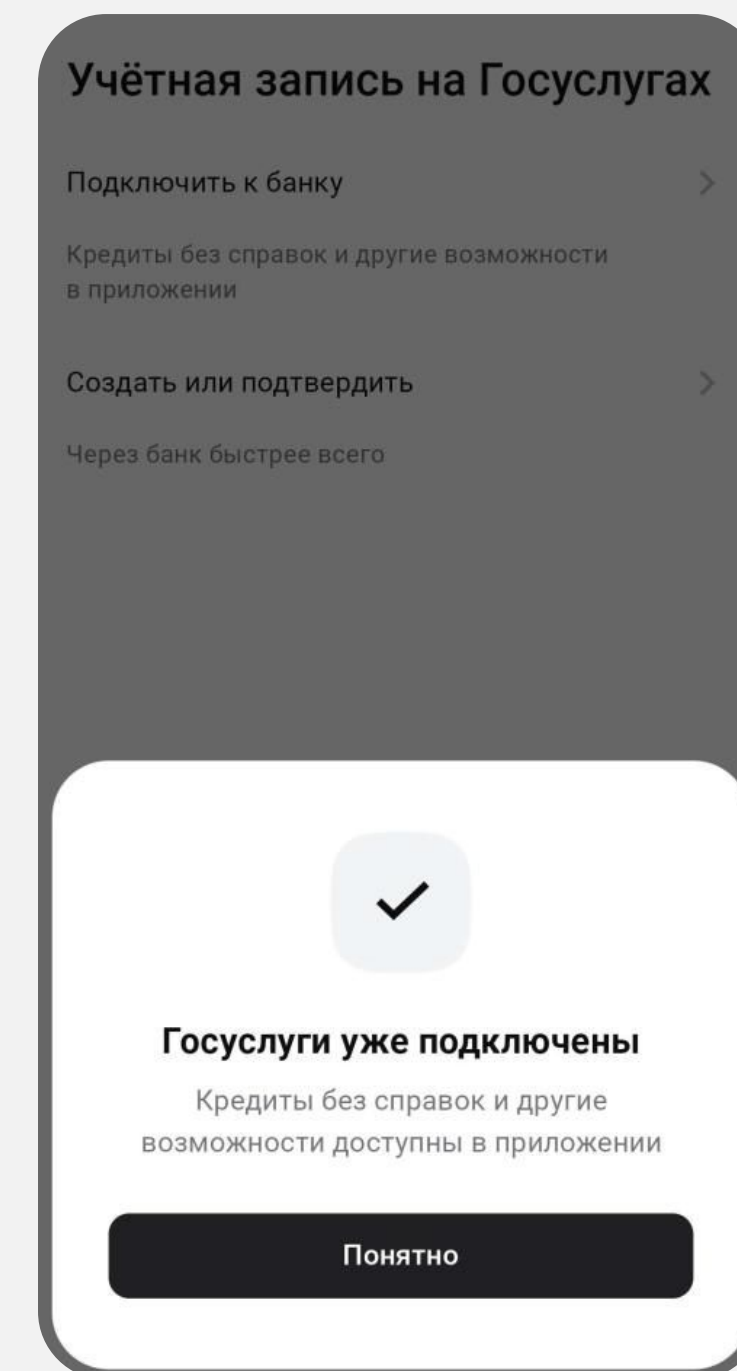 Учётная запись на Госуслугах
Подключить к банку
Кредиты без справок и другие возможности
в приложении
Создать или подтвердить
Через банк быстрее всего
Госуслуги уже подключены
Кредиты без справок и другие
возможности доступны в приложении
Понятно